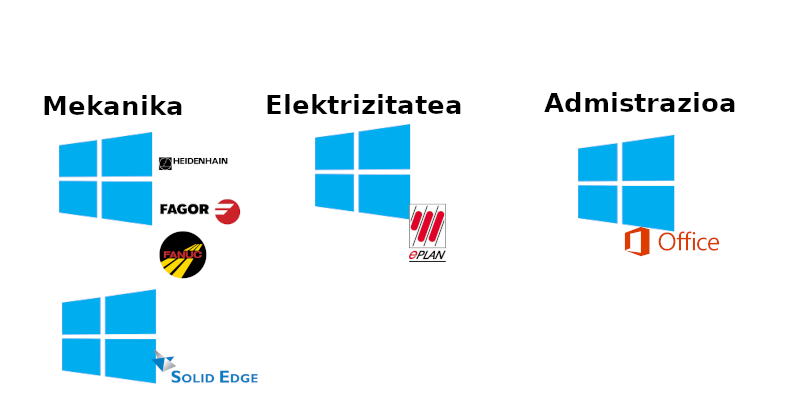 Mekanika
Elektrizitatea
Admistrazioa
HEIDENHAIN
FAGOR
FANUC
ePLAN
Office
SOLID EDGE